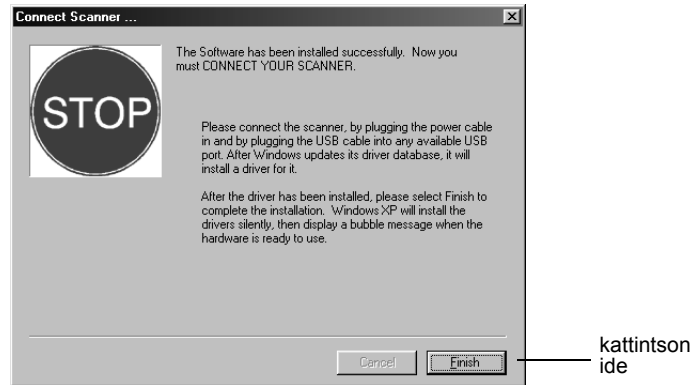 Connect Scanner ...
STOP
The Software has been installed successfully. Now you
must CONNECT YOUR SCANNER.
Please connect the scanner, by plugging the power cable
in and by plugging the USB cable into any available USB
port. After Windows updates its driver database, it will
install a driver for it.
After the driver has been installed, please select Finish to
complete the installation. Windows XP will install the
drivers silently, then display a bubble message when the
hardware is ready to use.
Cancel
Finish
kattintson
ide